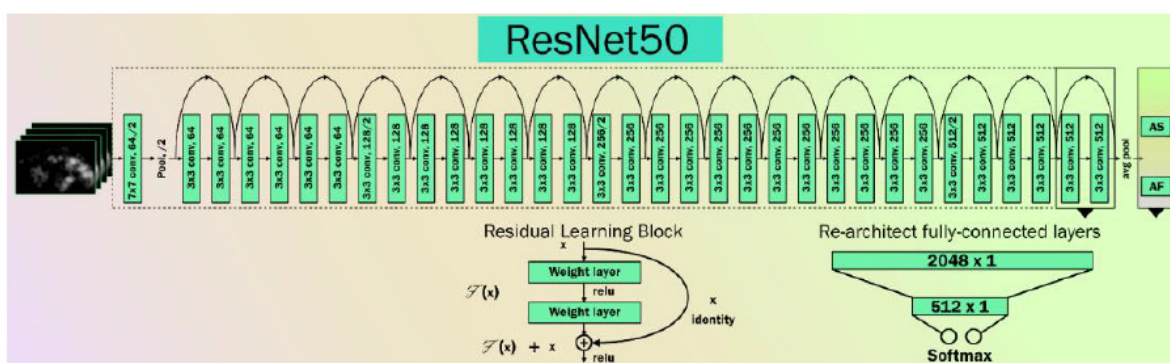 ResNet50
7x7 conv, 64,/2
Pool,/2
3x3 conv, 64
3x3 conv, 64
3x3 conv, 64
3x3 conv, 64
3x3 conv, 64
3x3 conv, 64
3x3 conv, 128/2
3x3 conv, 128
3x3 conv, 128
3x3 conv, 128
3x3 conv, 128
3x3 conv, 128
3x3 conv, 128
3x3 conv, 128
3x3 conv, 256/2
3x3 conv, 256
3x3 conv, 256
3x3 conv, 256
3x3 conv, 256
3x3 conv, 256
3x3 conv, 256
3x3 conv, 256
3x3 conv, 256
3x3 conv, 256
3x3 conv, 256
3x3 conv, 256
3x3 conv, 512/2
3x3 conv, 512
3x3 conv, 512
3x3 conv, 512
3x3 conv, 512
3x3 conv, 512
avg pool
AS
AF
Residual Learning Block
x
Weight layer
ℱ(x)
relu
Weight layer
x
identity
ℱ(x) + x
+
relu
Re-architect fully-connected layers
2048 x 1
512 x 1
Softmax